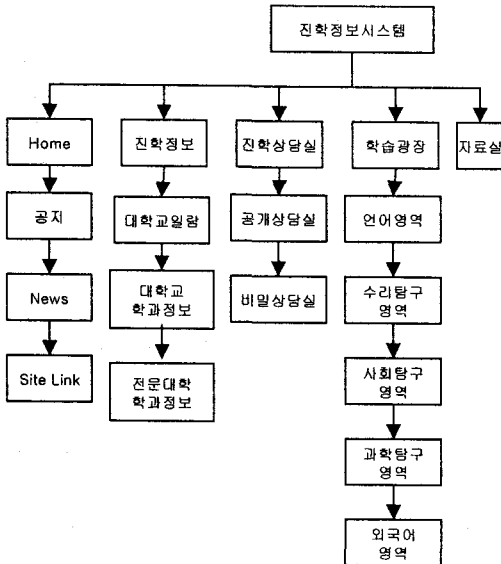 진학정보시스템
Home
진학정보
진학상담실
학습광장
자료실
공지
대학교일람
공개상담실
언어영역
News
대학교
학과정보
비밀상담실
수리탐구
영역
Site Link
전문대학
학과정보
사회탐구
영역
과학탐구
영역
외국어
영역